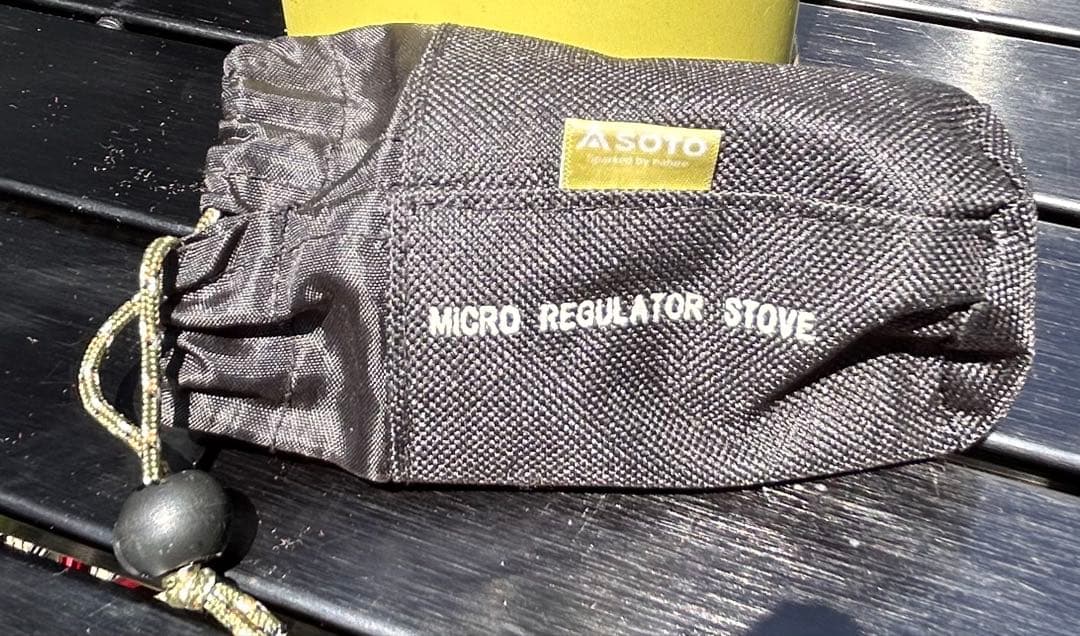 SOTO
Sparked by nature
MiCRO REGULATOR STOVE